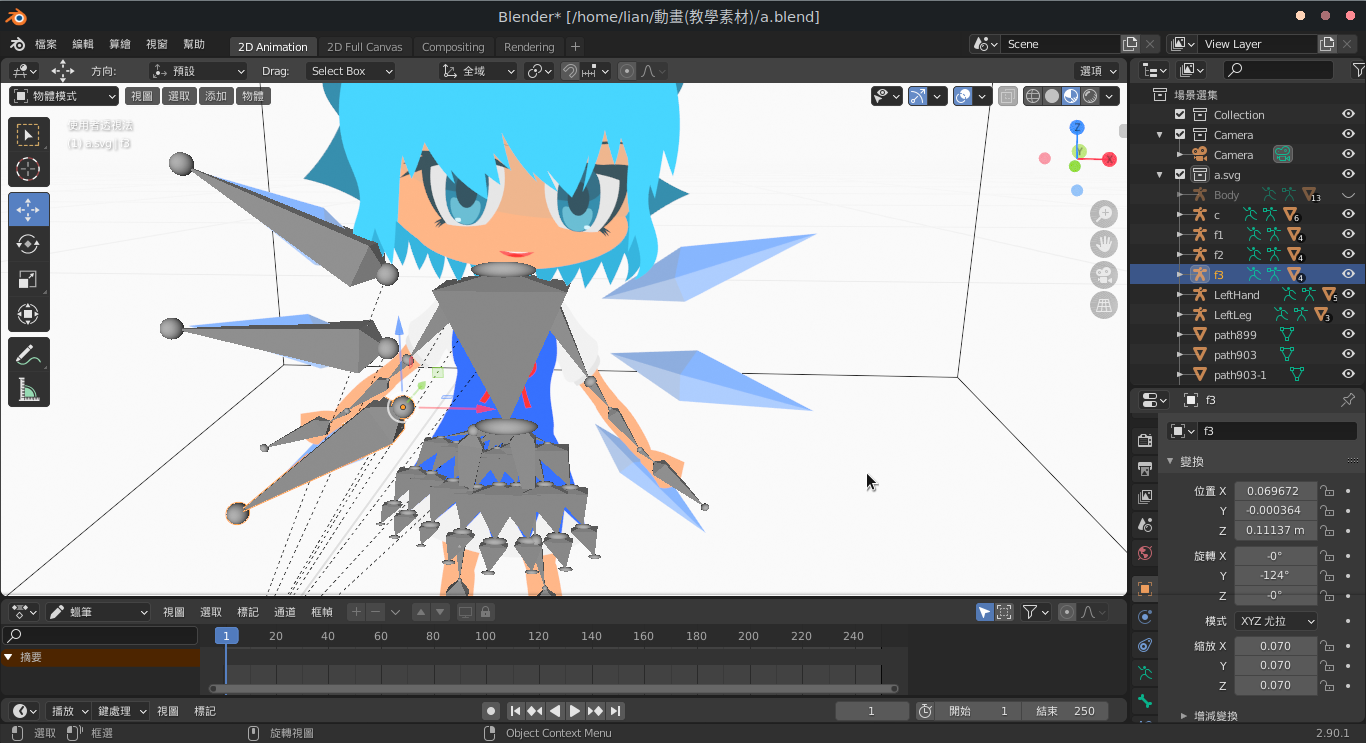 Blender* [/home/lian/動畫(教學素材)/a.blend]
檔案 編輯 算繪 視窗 幫助 2D Animation 2D Full Canvas Compositing Rendering + Scene View Layer
方向: 預設 Drag: Select Box 全域 選項
物體模式 視圖 選取 添加 物體
使用者透視法
(1) a.svg | f3
Z
Y
X
場景選集
Collection
Camera
Camera
a.svg
Body 13
c 6
f1 4
f2 4
f3 4
LeftHand 5
LeftLeg 3
path899
path903
path903-1
f3
f3
變換
位置 X 0.069672
Y -0.000364
Z 0.11137 m
旋轉 X -0°
Y -124°
Z -0°
模式 XYZ 尤拉
縮放 X 0.070
Y 0.070
Z 0.070
增減變換
蠟筆 視圖 選取 標記 通道 框幀
1 20 40 60 80 100 120 140 160 180 200 220 240
摘要
播放 鍵處理 視圖 標記 1 開始 1 結束 250
選取 框選 旋轉視圖 Object Context Menu 2.90.1